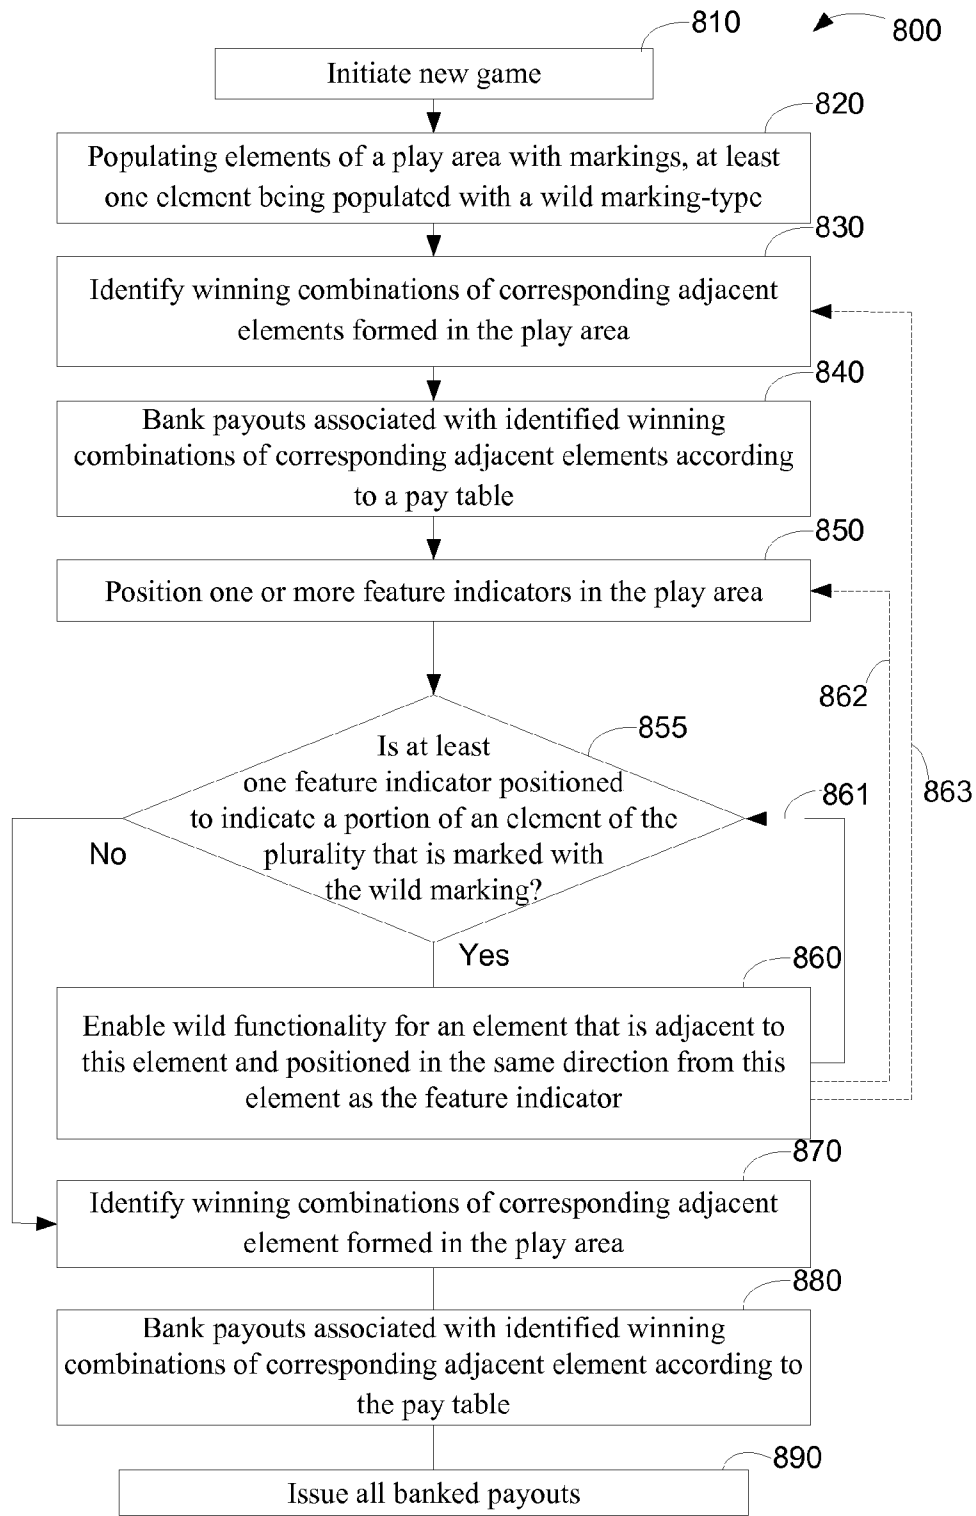 810
800
Initiate new game
820
Populating elements of a play area with markings, at least
one element being populated with a wild marking-type
830
Identify winning combinations of corresponding adjacent
elements formed in the play area
840
Bank payouts associated with identified winning
combinations of corresponding adjacent elements according
to a pay table
850
Position one or more feature indicators in the play area
862
855
Is at least
one feature indicator positioned
to indicate a portion of an element of the
plurality that is marked with
the wild marking?
861
863
No
Yes
860
Enable wild functionality for an element that is adjacent to
this element and positioned in the same direction from this
element as the feature indicator
870
Identify winning combinations of corresponding adjacent
element formed in the play area
880
Bank payouts associated with identified winning
combinations of corresponding adjacent element according to
the pay table
890
Issue all banked payouts